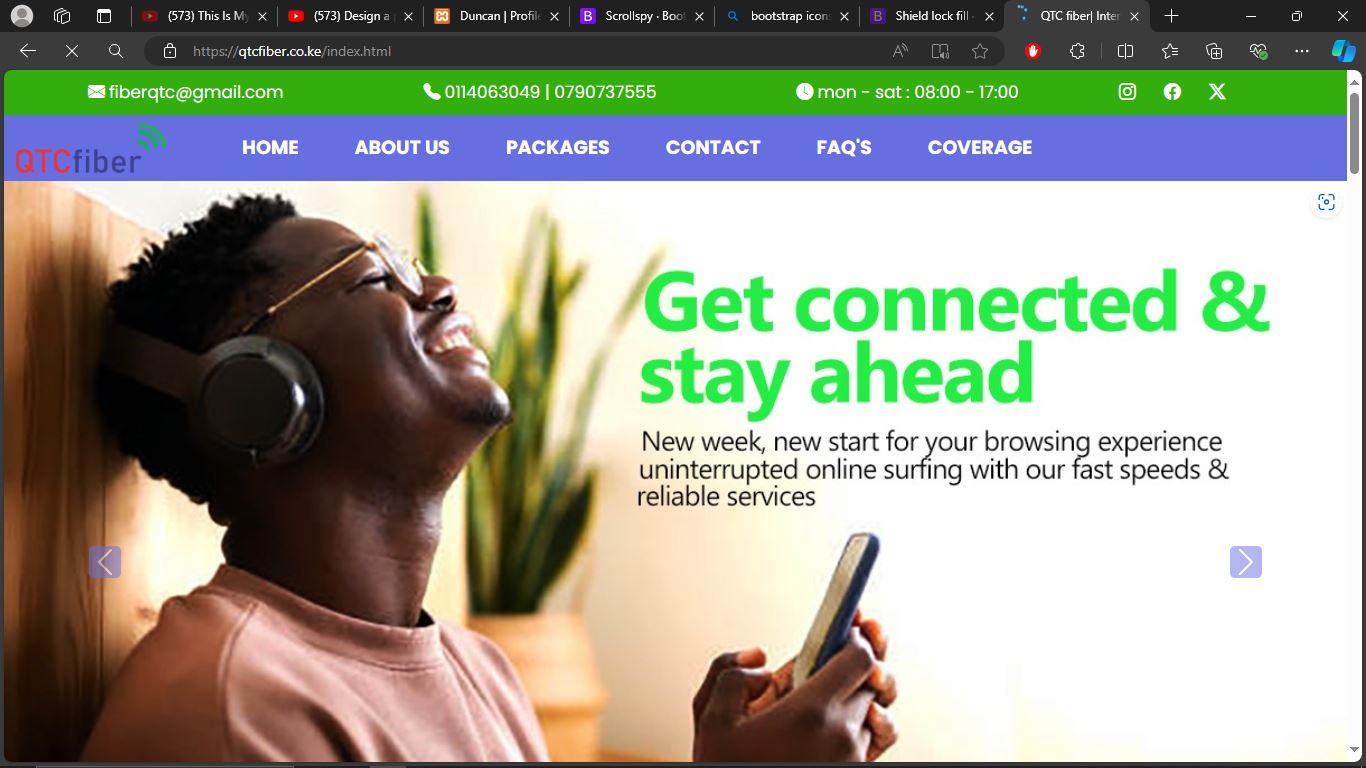 (573) This Is My
(573) Design a
Duncan | Profile
Scrollspy · Boot
bootstrap icons
Shield lock fill ·
QTC fiber| Inter
https://qtcfiber.co.ke/index.html
fiberqtc@gmail.com
0114063049 | 0790737555
mon - sat : 08:00 - 17:00
QTCfiber
HOME
ABOUT US
PACKAGES
CONTACT
FAQ'S
COVERAGE
Get connected &
stay ahead
New week, new start for your browsing experience
uninterrupted online surfing with our fast speeds &
reliable services